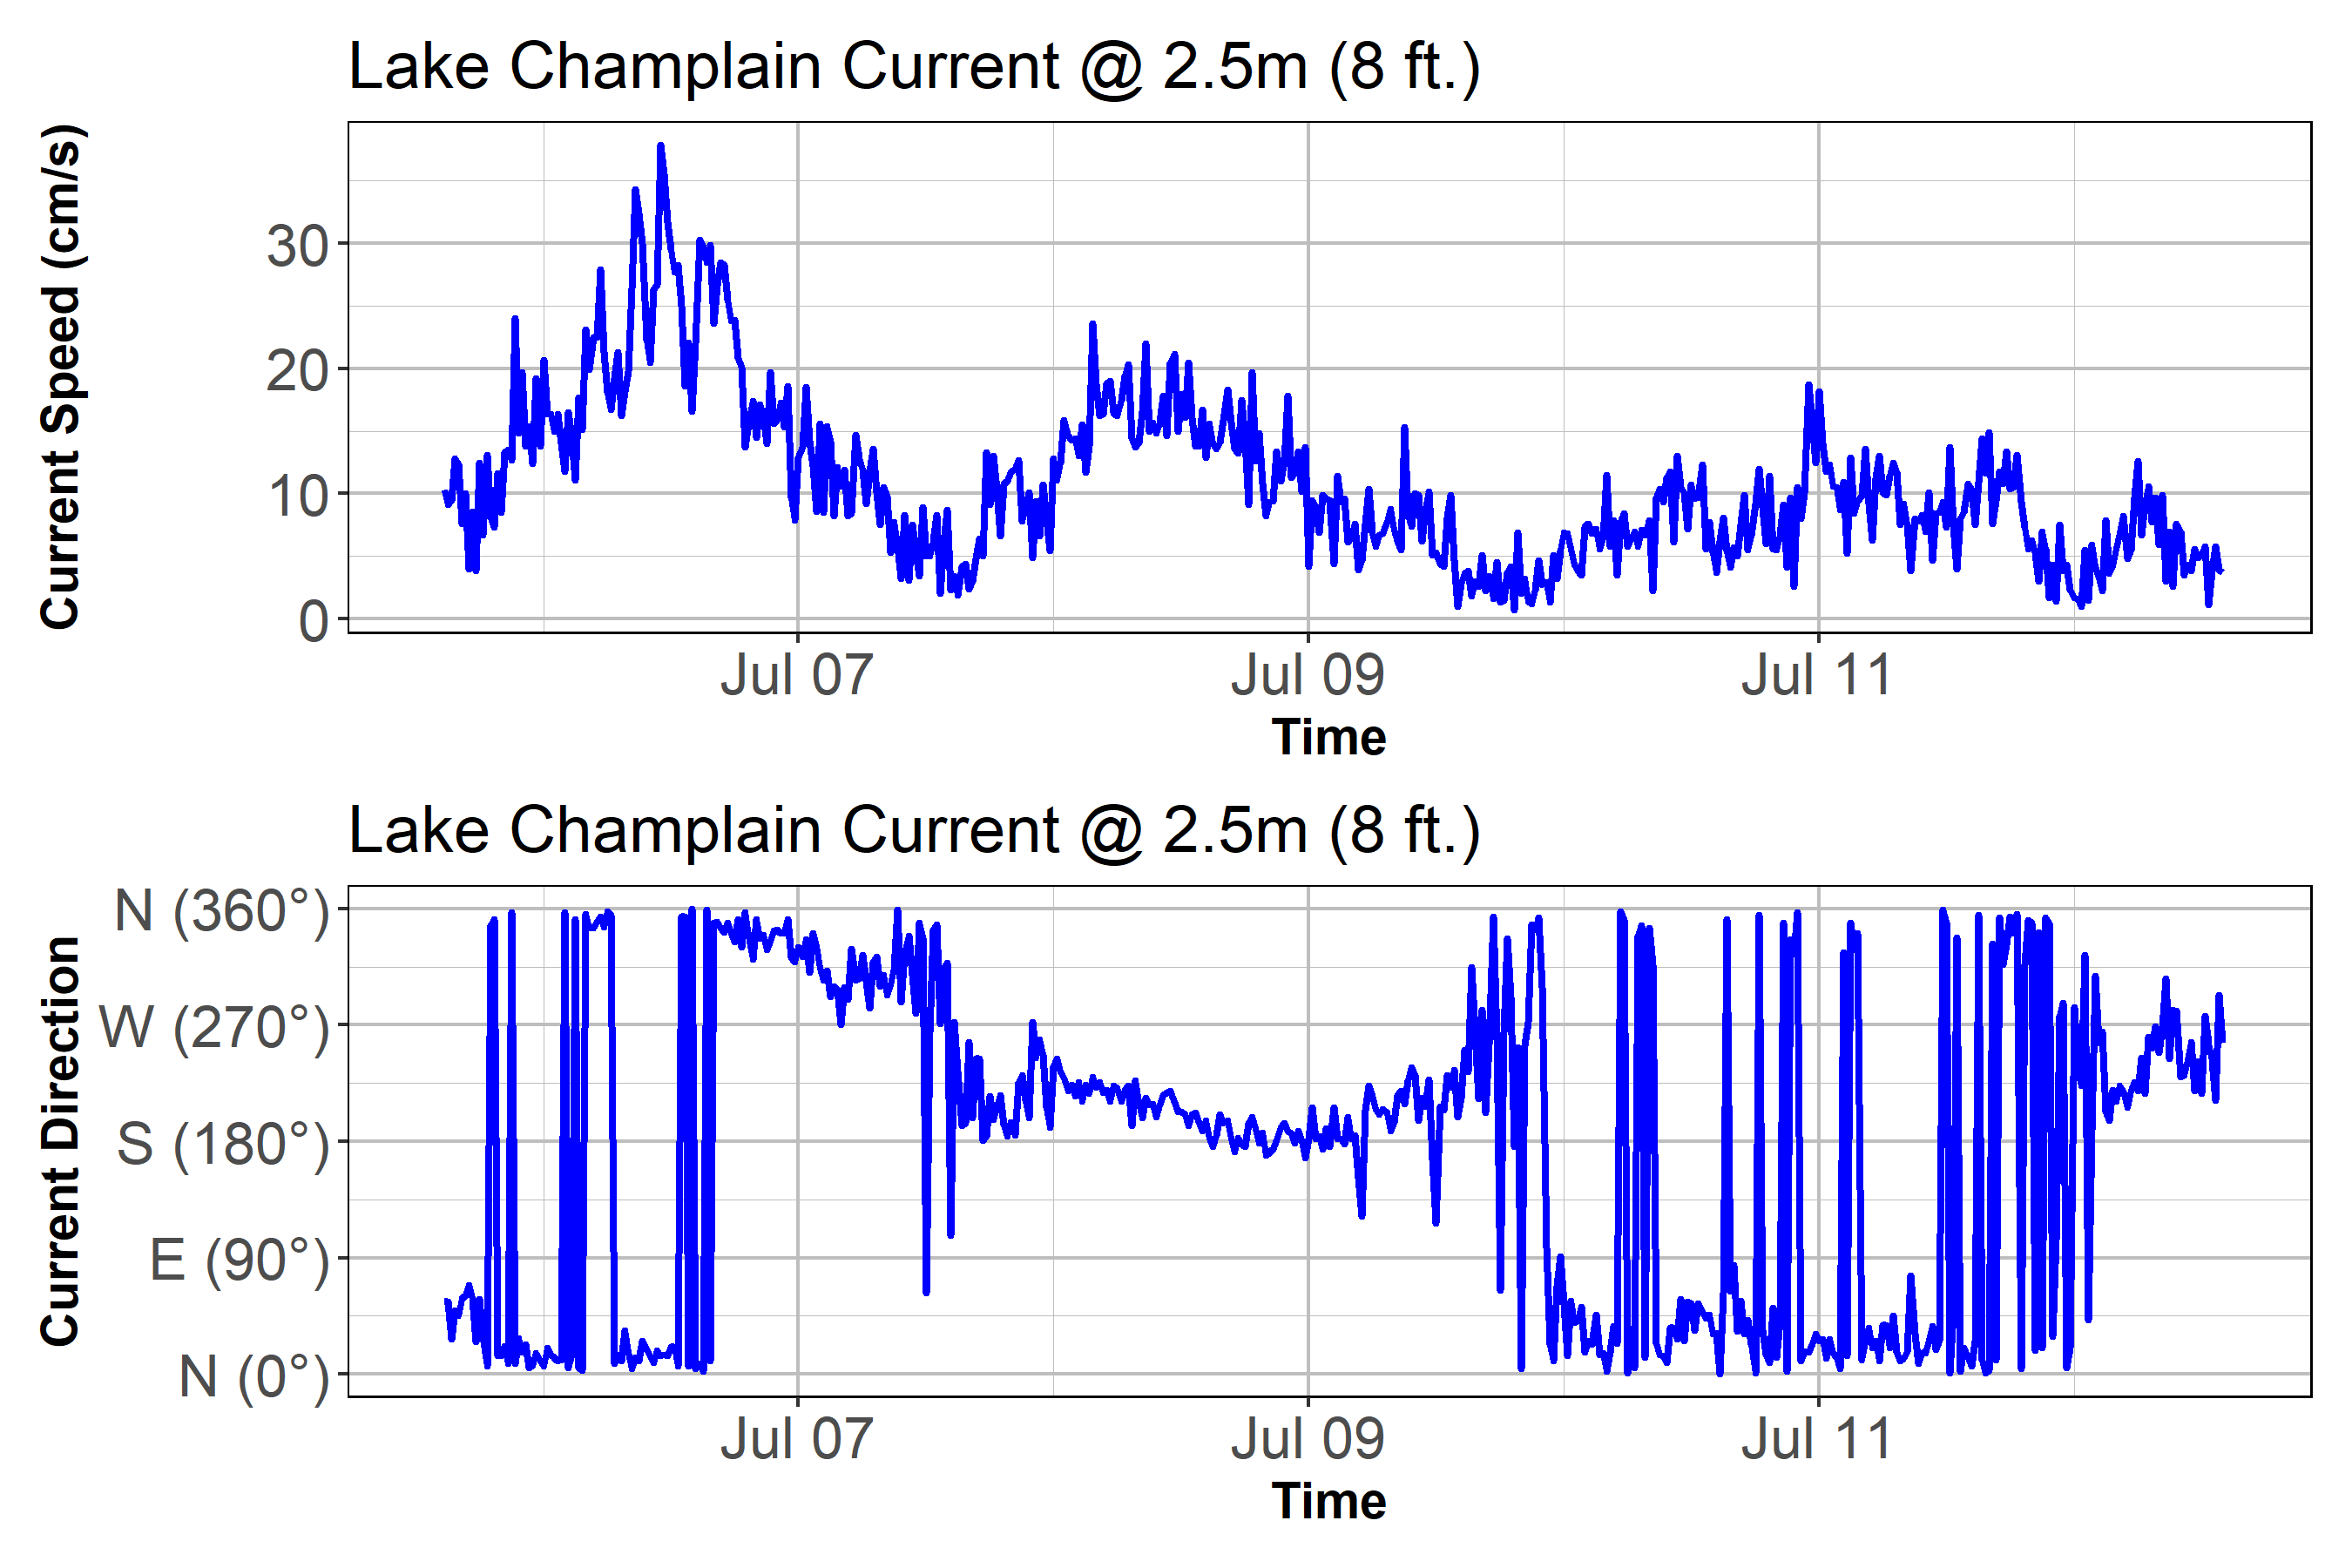 Lake Champlain Current @ 2.5m (8 ft.)
Current Speed (cm/s)
30
20
10
0
Jul 07 Jul 09 Jul 11
Time
Lake Champlain Current @ 2.5m (8 ft.)
Current Direction
N (360°)
W (270°)
S (180°)
E (90°)
N (0°)
Jul 07 Jul 09 Jul 11
Time